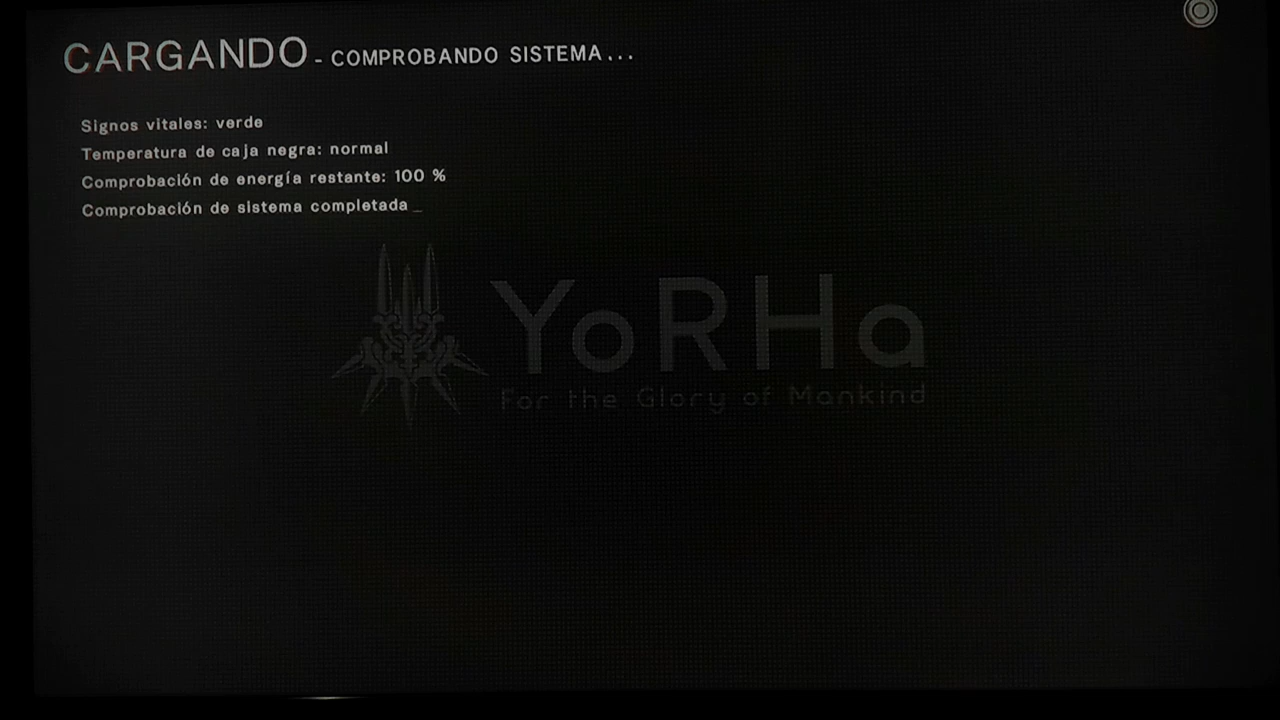 CARGANDO - COMPROBANDO SISTEMA...
Signos vitales: verde
Temperatura de caja negra: normal
Comprobación de energía restante: 100 %
Comprobación de sistema completada_
YoRHa
For the Glory of Mankind